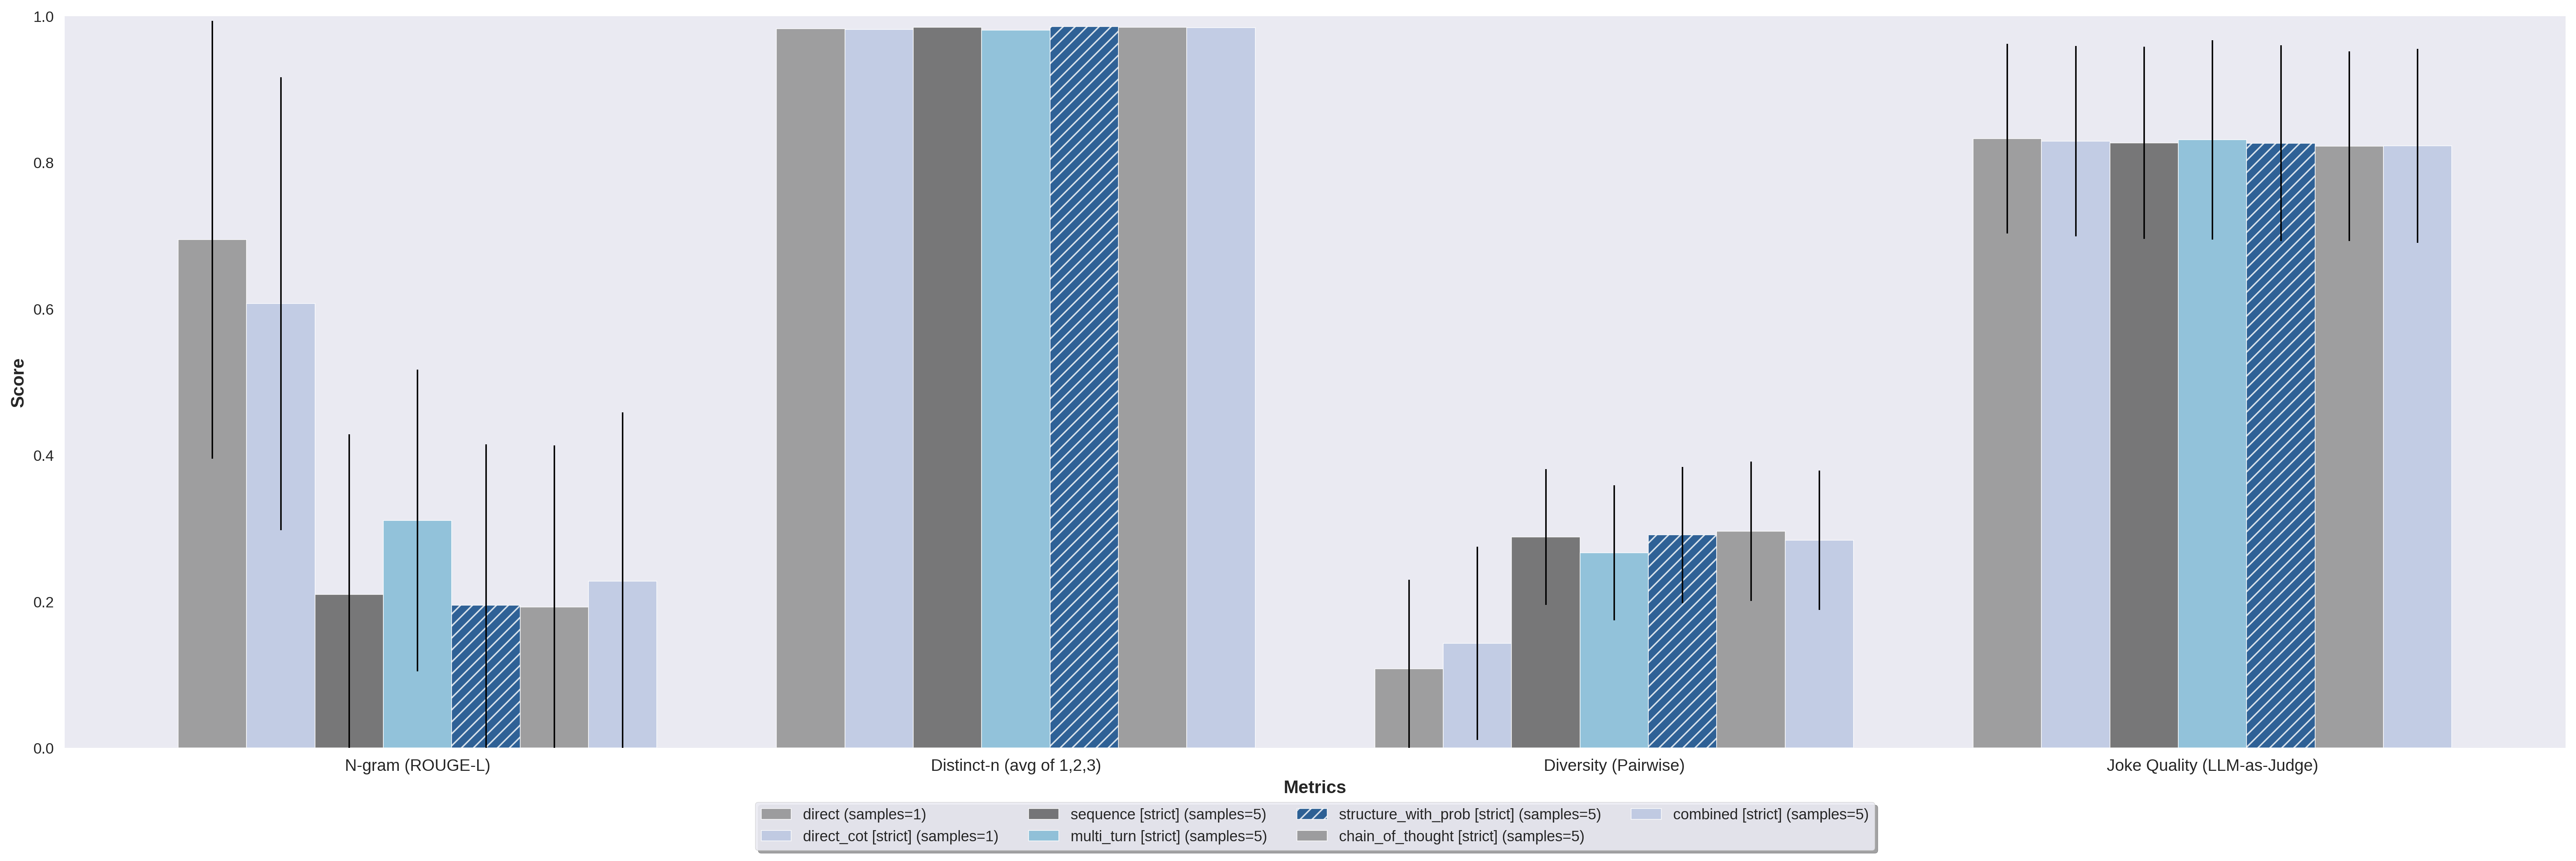 1.0
0.8
0.6
0.4
0.2
0.0
Score
N-gram (ROUGE-L)
Distinct-n (avg of 1,2,3)
Diversity (Pairwise)
Joke Quality (LLM-as-Judge)
Metrics
direct (samples=1)
direct_cot [strict] (samples=1)
sequence [strict] (samples=5)
multi_turn [strict] (samples=5)
structure_with_prob [strict] (samples=5)
chain_of_thought [strict] (samples=5)
combined [strict] (samples=5)